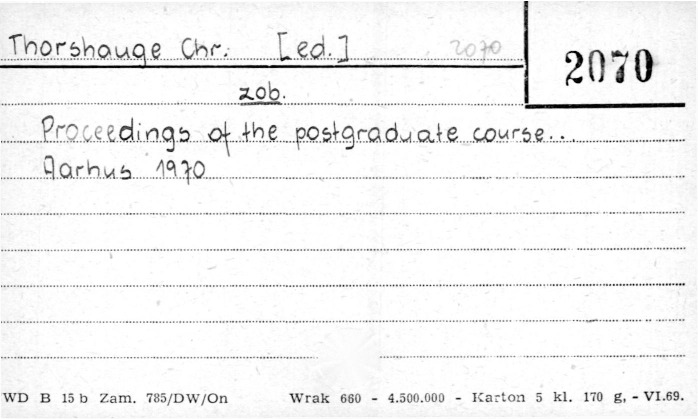 Thorshauge Chr. [ed.] 2070
2070
zob.
Proceedings of the postgraduate course...
Aarhus 1970
WD B 15 b Zam. 785/DW/On Wrak 660 - 4.500.000 - Karton 5 kl. 170 g, - VI.69.